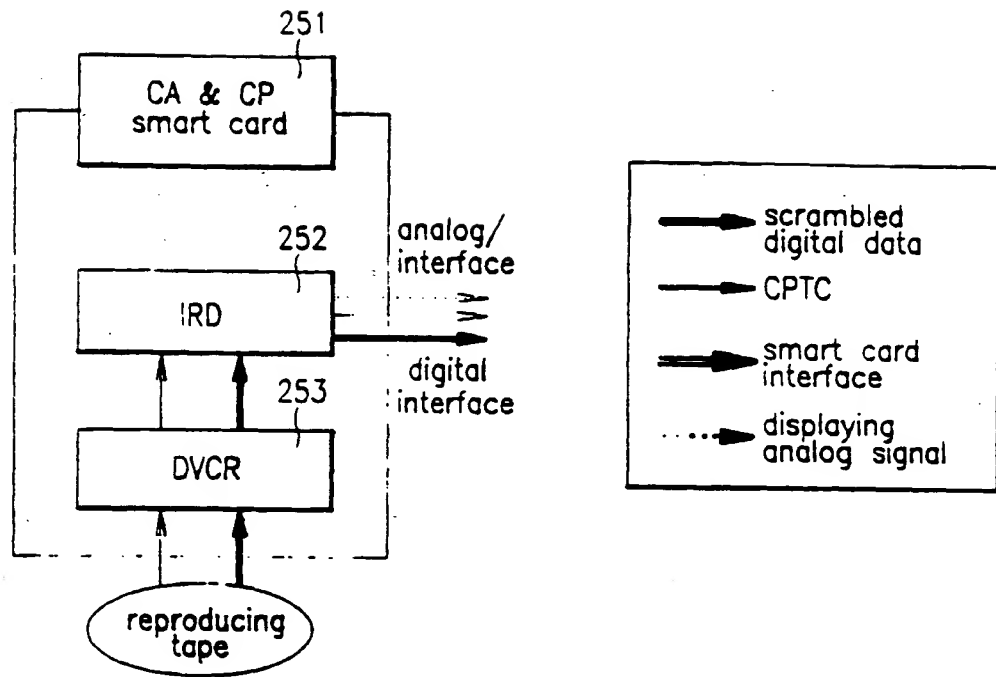 251
CA & CP
smart card
252
analog/
interface
IRD
digital
interface
253
DVCR
reproducing
tape
scrambled
digital data
CPTC
smart card
interface
displaying
analog signal